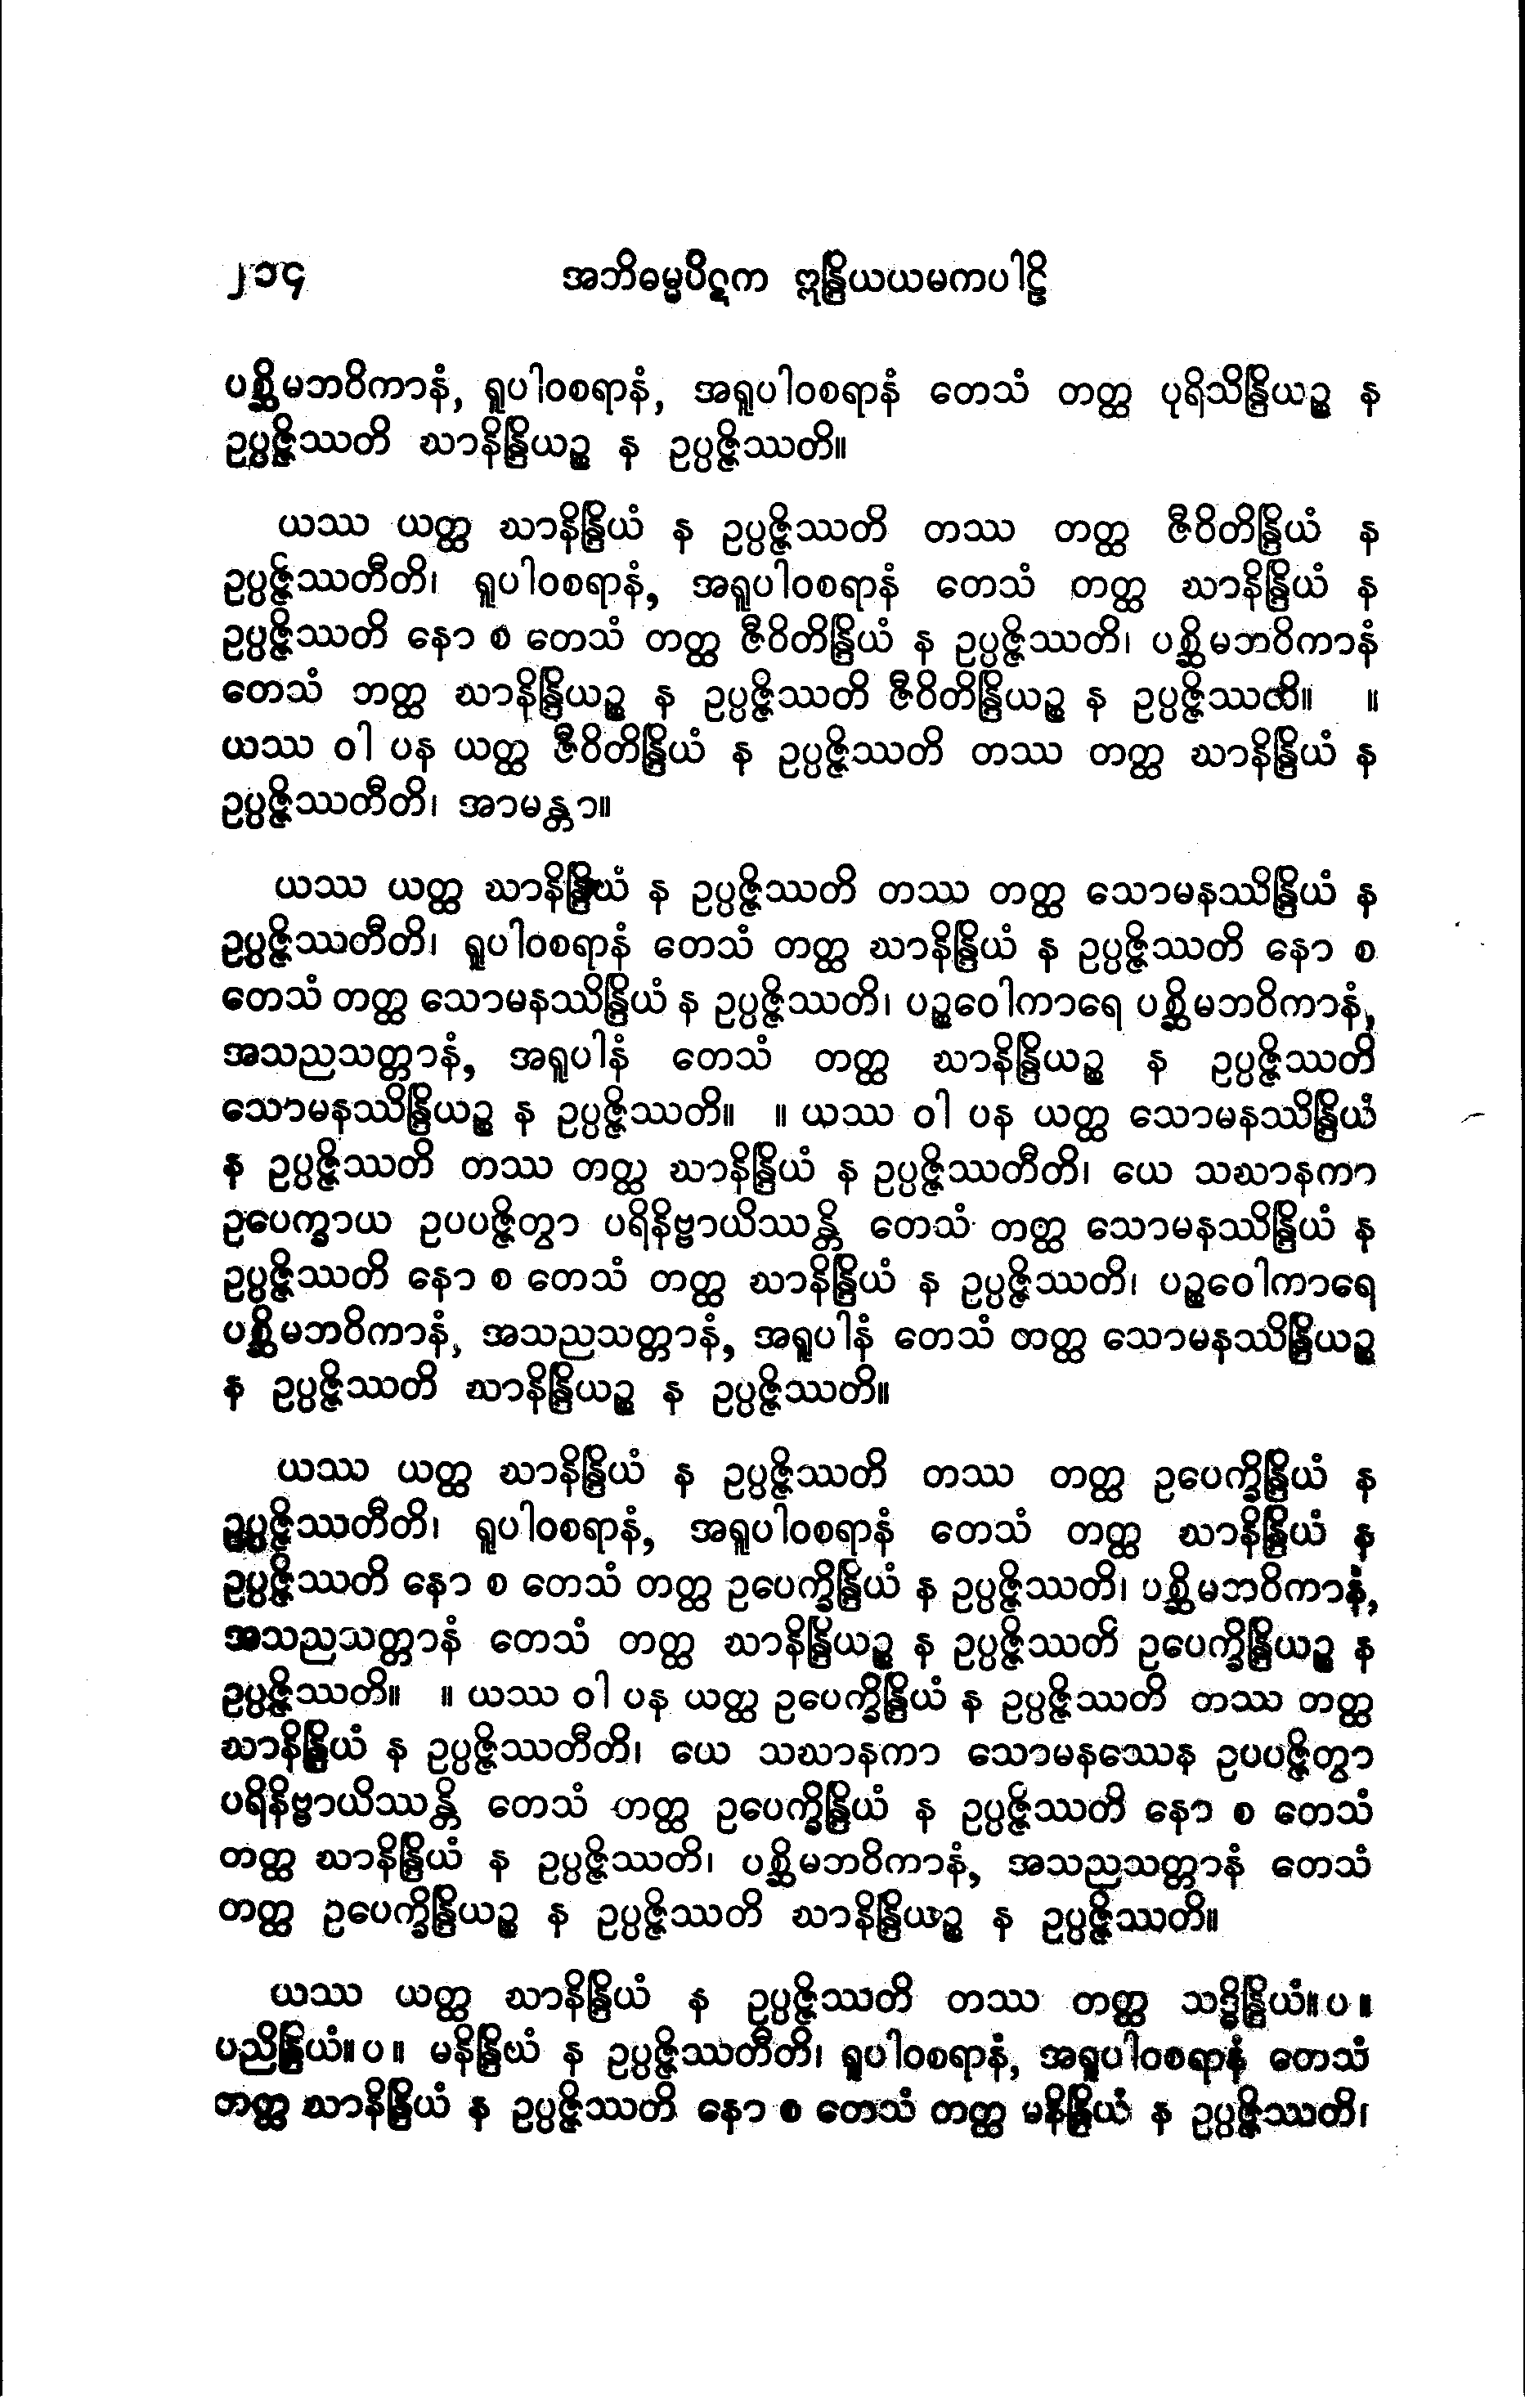 ၂၁၄ အဘိဓမ္မပိဋက ဣန္ဒြိယယမကပါဠိ
ပစ္ဆိမဘဝိကာနံ, ရူပါဝစရာနံ, အရူပါဝစရာနံ တေသံ တတ္ထ ပုရိသိန္ဒြိယဉ္စ န
ဥပ္ပဇ္ဇိဿတိ ဃာနိန္ဒြိယဉ္စ န ဥပ္ပဇ္ဇိဿတိ။
ယဿ ယတ္ထ ဃာနိန္ဒြိယံ န ဥပ္ပဇ္ဇိဿတိ တဿ တတ္ထ ဇီဝိတိန္ဒြိယံ န
ဥပ္ပဇ္ဇိဿတီတိ၊ ရူပါဝစရာနံ, အရူပါဝစရာနံ တေသံ တတ္ထ ဃာနိန္ဒြိယံ န
ဥပ္ပဇ္ဇိဿတိ နော စ တေသံ တတ္ထ ဇီဝိတိန္ဒြိယံ န ဥပ္ပဇ္ဇိဿတိ၊ ပစ္ဆိမဘဝိကာနံ
တေသံ ဘတ္ထ ဃာနိန္ဒြိယဉ္စ န ဥပ္ပဇ္ဇိဿတိ ဇီဝိတိန္ဒြိယဉ္စ န ဥပ္ပဇ္ဇိဿတိ။ ။
ယဿ ဝါ ပန ယတ္ထ ဇီဝိတိန္ဒြိယံ န ဥပ္ပဇ္ဇိဿတိ တဿ တတ္ထ ဃာနိန္ဒြိယံ န
ဥပ္ပဇ္ဇိဿတီတိ၊ အာမန္တာ။
ယဿ ယတ္ထ ဃာနိန္ဒြိယံ န ဥပ္ပဇ္ဇိဿတိ တဿ တတ္ထ သောမနဿိန္ဒြိယံ န
ဥပ္ပဇ္ဇိဿတီတိ၊ ရူပါဝစရာနံ တေသံ တတ္ထ ဃာနိန္ဒြိယံ န ဥပ္ပဇ္ဇိဿတိ နော စ
တေသံ တတ္ထ သောမနဿိန္ဒြိယံ န ဥပ္ပဇ္ဇိဿတိ၊ ပဉ္စဝေါကာရေ ပစ္ဆိမဘဝိကာနံ,
အသညသတ္တာနံ, အရူပါနံ တေသံ တတ္ထ ဃာနိန္ဒြိယဉ္စ န ဥပ္ပဇ္ဇိဿတိ
သောမနဿိန္ဒြိယဉ္စ န ဥပ္ပဇ္ဇိဿတိ။ ။ ယဿ ဝါ ပန ယတ္ထ သောမနဿိန္ဒြိယံ
န ဥပ္ပဇ္ဇိဿတိ တဿ တတ္ထ ဃာနိန္ဒြိယံ န ဥပ္ပဇ္ဇိဿတီတိ၊ ယေ သဃာနကာ
ဥပေက္ခာယ ဥပပဇ္ဇိတွာ ပရိနိဗ္ဗာယိဿန္တိ တေသံ တတ္ထ သောမနဿိန္ဒြိယံ န
ဥပ္ပဇ္ဇိဿတိ နော စ တေသံ တတ္ထ ဃာနိန္ဒြိယံ န ဥပ္ပဇ္ဇိဿတိ၊ ပဉ္စဝေါကာရေ
ပစ္ဆိမဘဝိကာနံ, အသညသတ္တာနံ, အရူပါနံ တေသံ တတ္ထ သောမနဿိန္ဒြိယဉ္စ
န ဥပ္ပဇ္ဇိဿတိ ဃာနိန္ဒြိယဉ္စ န ဥပ္ပဇ္ဇိဿတိ။
ယဿ ယတ္ထ ဃာနိန္ဒြိယံ န ဥပ္ပဇ္ဇိဿတိ တဿ တတ္ထ ဥပေက္ခိန္ဒြိယံ န
ဥပ္ပဇ္ဇိဿတီတိ၊ ရူပါဝစရာနံ, အရူပါဝစရာနံ တေသံ တတ္ထ ဃာနိန္ဒြိယံ န
ဥပ္ပဇ္ဇိဿတိ နော စ တေသံ တတ္ထ ဥပေက္ခိန္ဒြိယံ န ဥပ္ပဇ္ဇိဿတိ၊ ပစ္ဆိမဘဝိကာနံ,
အသညသတ္တာနံ တေသံ တတ္ထ ဃာနိန္ဒြိယဉ္စ န ဥပ္ပဇ္ဇိဿတိ ဥပေက္ခိန္ဒြိယဉ္စ န
ဥပ္ပဇ္ဇိဿတိ။ ။ ယဿ ဝါ ပန ယတ္ထ ဥပေက္ခိန္ဒြိယံ န ဥပ္ပဇ္ဇိဿတိ တဿ တတ္ထ
ဃာနိန္ဒြိယံ န ဥပ္ပဇ္ဇိဿတီတိ၊ ယေ သဃာနကာ သောမနဿေန ဥပပဇ္ဇိတွာ
ပရိနိဗ္ဗာယိဿန္တိ တေသံ တတ္ထ ဥပေက္ခိန္ဒြိယံ န ဥပ္ပဇ္ဇိဿတိ နော စ တေသံ
တတ္ထ ဃာနိန္ဒြိယံ န ဥပ္ပဇ္ဇိဿတိ၊ ပစ္ဆိမဘဝိကာနံ, အသညသတ္တာနံ တေသံ
တတ္ထ ဥပေက္ခိန္ဒြိယဉ္စ န ဥပ္ပဇ္ဇိဿတိ ဃာနိန္ဒြိယဉ္စ န ဥပ္ပဇ္ဇိဿတိ။
ယဿ ယတ္ထ ဃာနိန္ဒြိယံ န ဥပ္ပဇ္ဇိဿတိ တဿ တတ္ထ သဒ္ဓိန္ဒြိယံ။ပ။
ပညိန္ဒြိယံ။ပ။ မနိန္ဒြိယံ န ဥပ္ပဇ္ဇိဿတီတိ၊ ရူပါဝစရာနံ, အရူပါဝစရာနံ တေသံ
တတ္ထ ဃာနိန္ဒြိယံ န ဥပ္ပဇ္ဇိဿတိ နော စ တေသံ တတ္ထ မနိန္ဒြိယံ န ဥပ္ပဇ္ဇိဿတိ၊